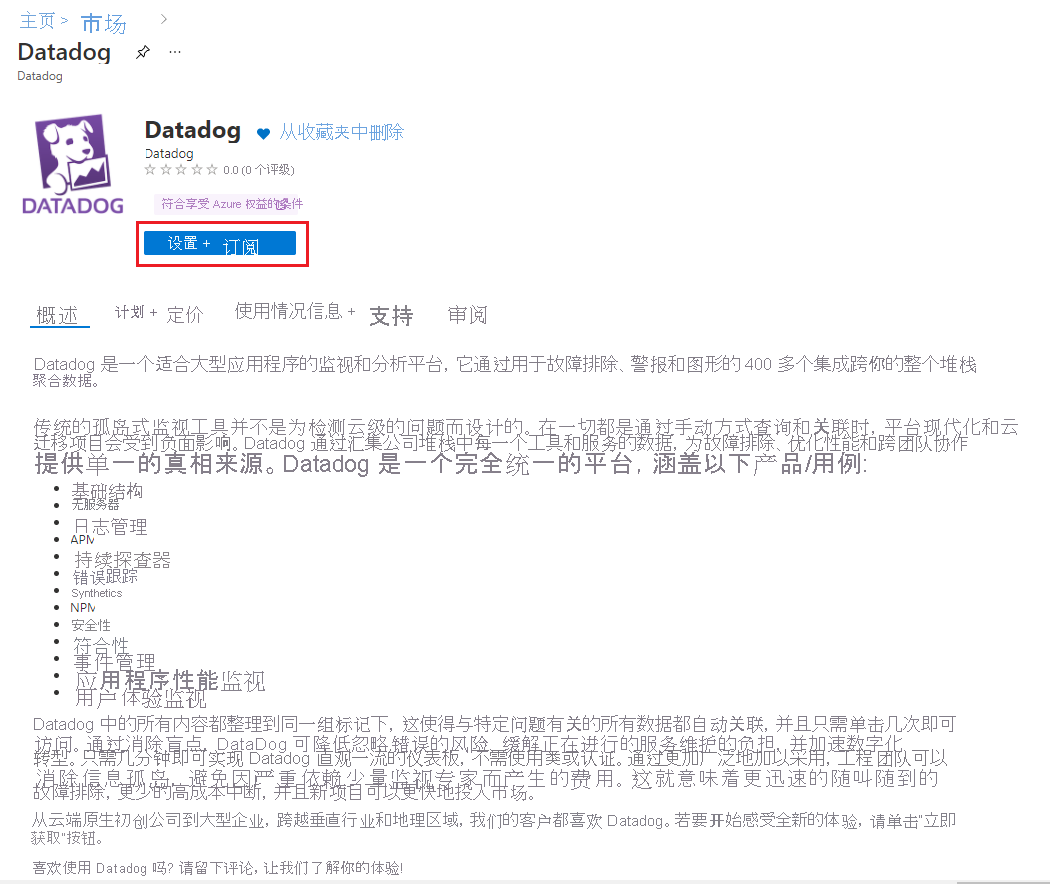 主页 > 市场 >
Datadog ...
Datadog
DATADOG
Datadog 从收藏夹中删除
Datadog
0.0 (0 个评级)
符合享受 Azure 权益的条件
设置 + 订阅
概述 计划 + 定价 使用情况信息 + 支持 审阅
Datadog 是一个适合大型应用程序的监视和分析平台, 它通过用于故障排除、警报和图形的 400 多个集成跨你的整个堆栈
聚合数据。
传统的孤岛式监视工具并不是为检测云级的问题而设计的。在一切都是通过手动方式查询和关联时, 平台现代化和云
迁移项目会受到负面影响。Datadog 通过汇集公司堆栈中每一个工具和服务的数据, 为故障排除、优化性能和跨团队协作
提供单一的真相来源。Datadog 是一个完全统一的平台, 涵盖以下产品/用例:
• 基础结构
• 无服务器
• 日志管理
• APM
• 持续探查器
• 错误跟踪
• Synthetics
• NPM
• 安全性
• 符合性
• 事件管理
• 应用程序性能监视
• 用户体验监视
Datadog 中的所有内容都整理到同一组标记下, 这使得与特定问题有关的所有数据都自动关联, 并且只需单击几次即可
访问。通过消除盲点, DataDog 可降低忽略错误的风险, 缓解正在进行的服务维护的负担, 并加速数字化
转型。只需几分钟即可实现 Datadog 直观一流的仪表板, 不需使用奏或认证。通过更加广泛地加以采用, 工程团队可以
消除信息孤岛, 避免因严重依赖少量监视专家而产生的费用。这就意味着更迅速的随叫随到的
故障排除, 更少的高成本中断, 并且新项目可以更快地投入市场。
从云端原生初创公司到大型企业, 跨越垂直行业和地理区域, 我们的客户都喜欢 Datadog。若要开始感受全新的体验, 请单击"立即
获取"按钮。
喜欢使用 Datadog 吗? 请留下评论, 让我们了解你的体验!